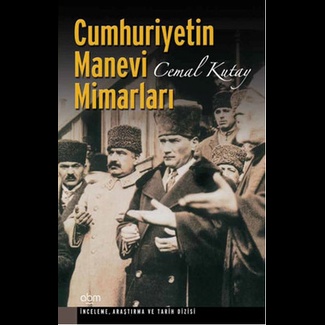 Cumhuriyetin
Manevi Cemal Kutay
Mimarları
abm
İNCELEME, ARAŞTIRMA VE TARİH DİZİSİ